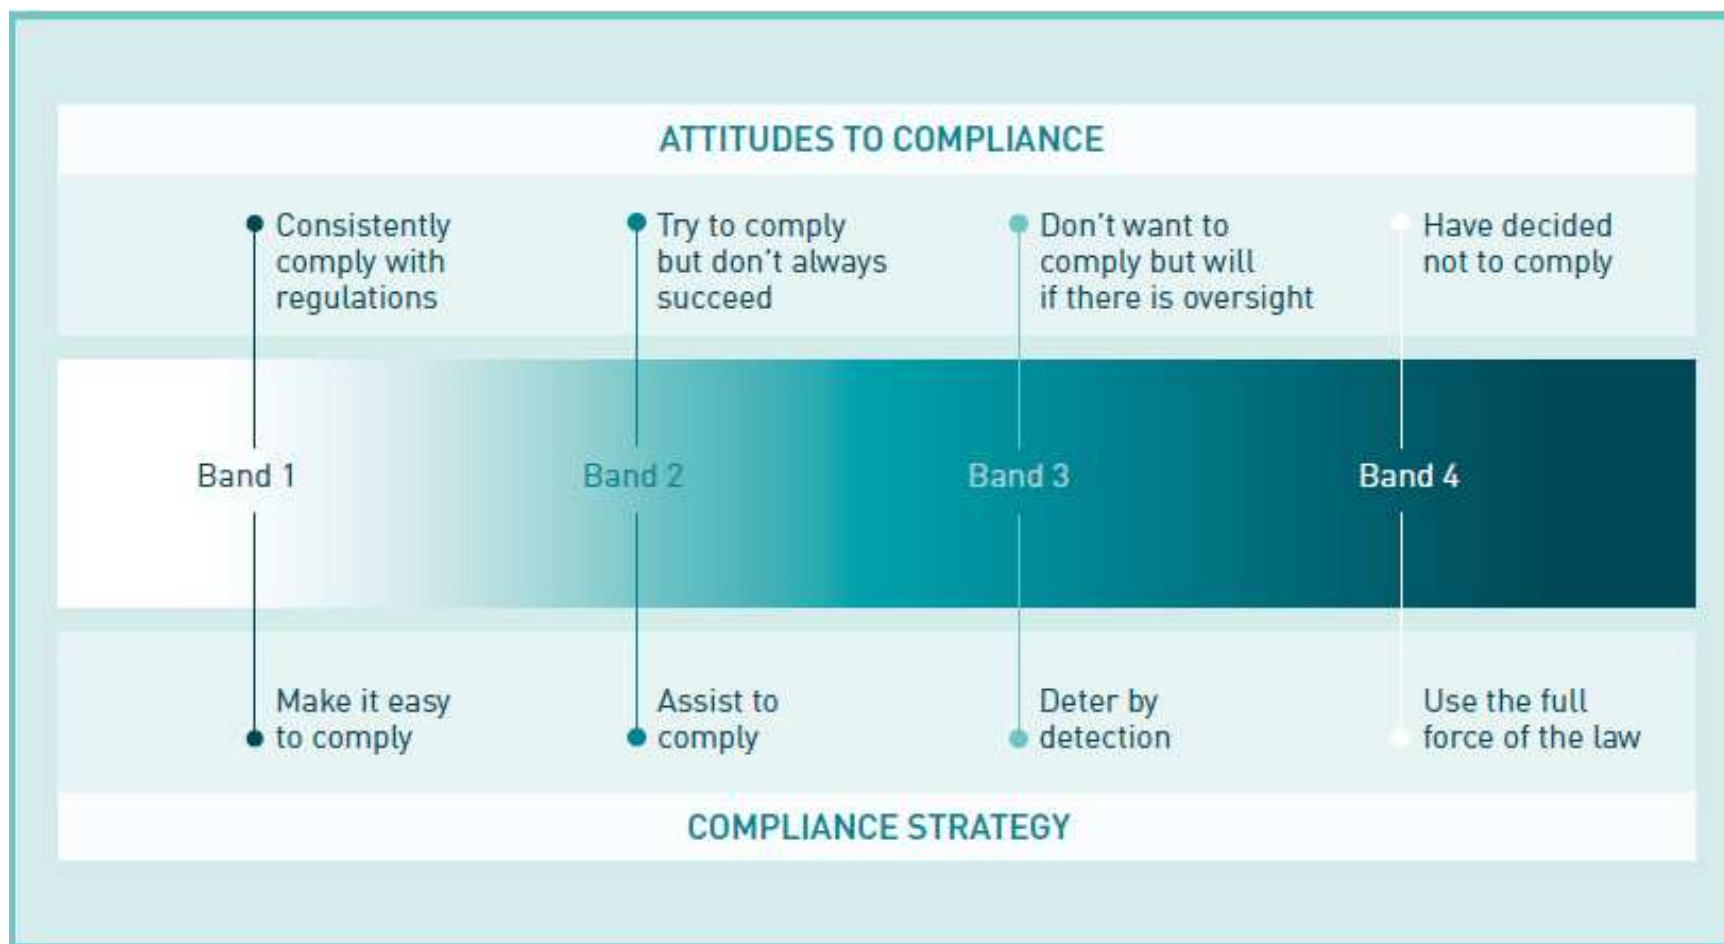 ATTITUDES TO COMPLIANCE
Consistently
comply with
regulations
Try to comply
but don't always
succeed
Don't want to
comply but will
if there is oversight
Have decided
not to comply
Band 1
Band 2
Band 3
Band 4
Make it easy
to comply
Assist to
comply
Deter by
detection
Use the full
force of the law
COMPLIANCE STRATEGY